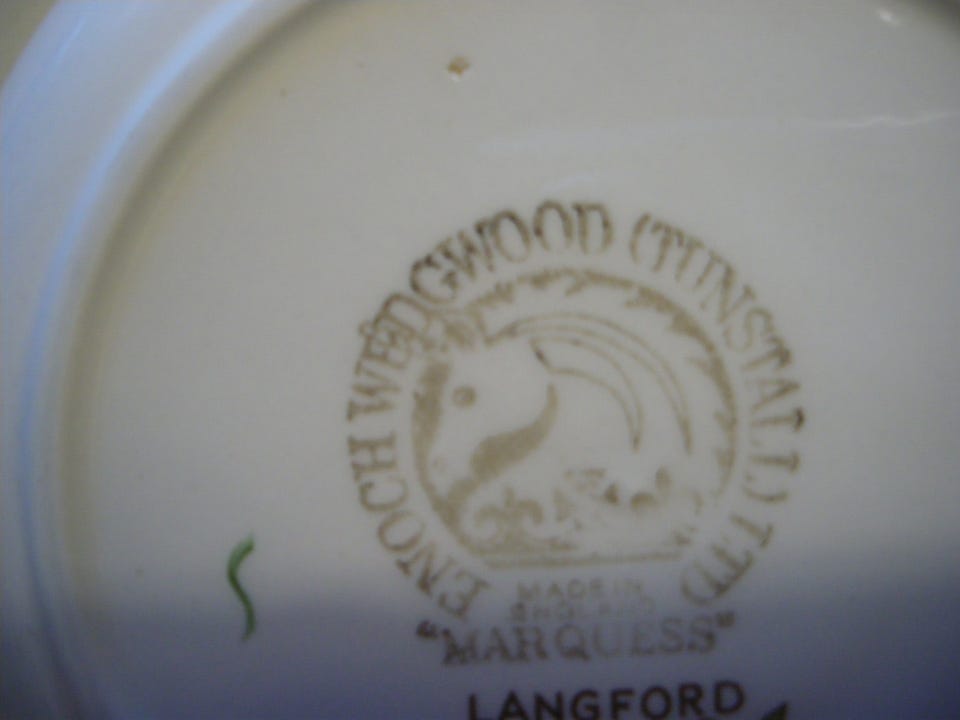 ENOCH WEDGWOOD (TUNSTALL) LTD
MADE IN
ENGLAND
"MARQUESS"
LANGFORD